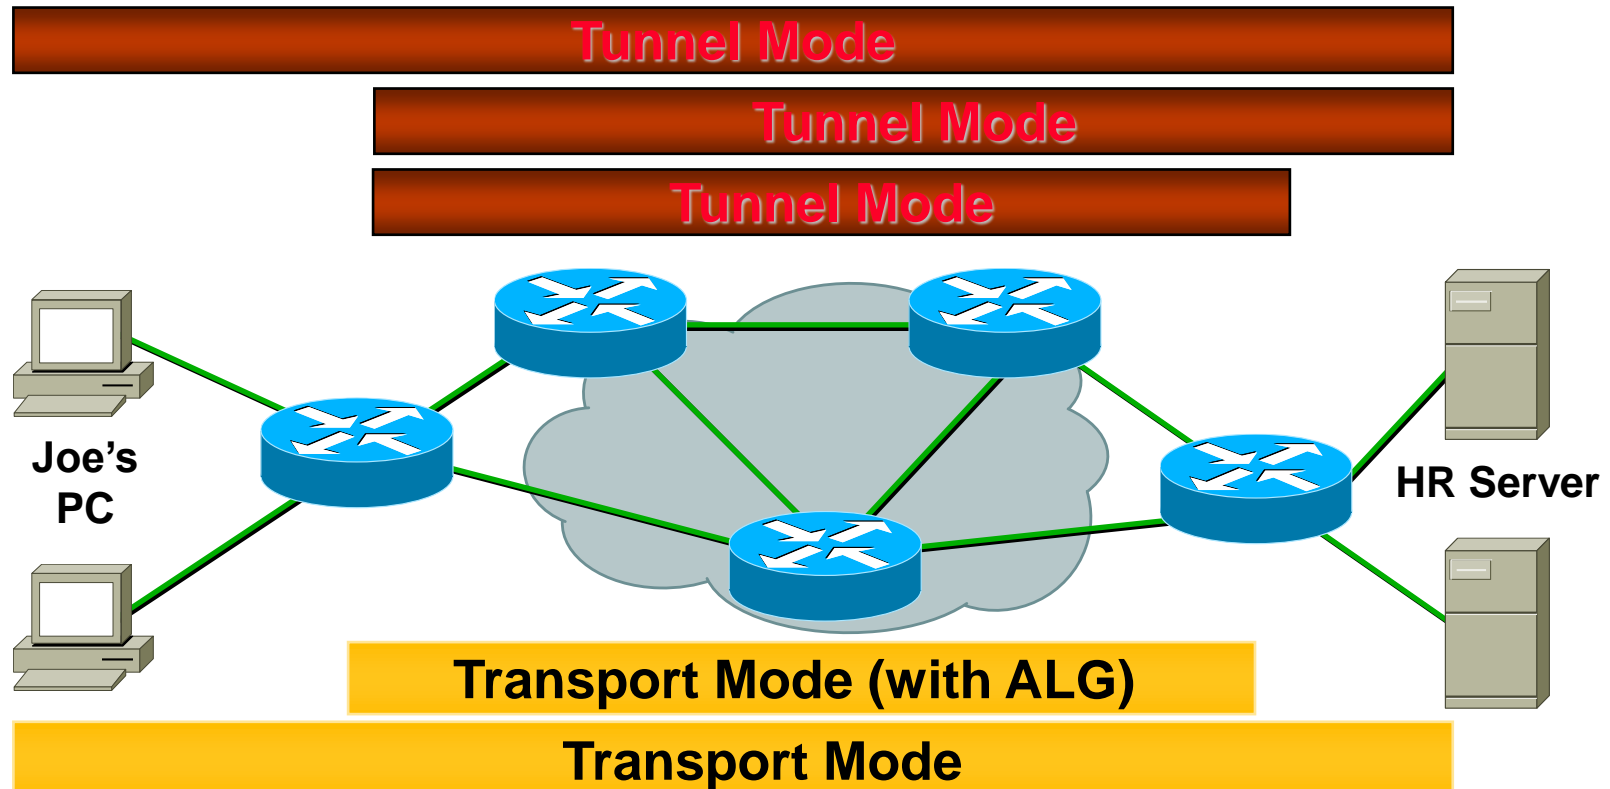 Tunnel Mode
Tunnel Mode
Tunnel Mode
Joe’s
PC
HR Server
Transport Mode (with ALG)
Transport Mode